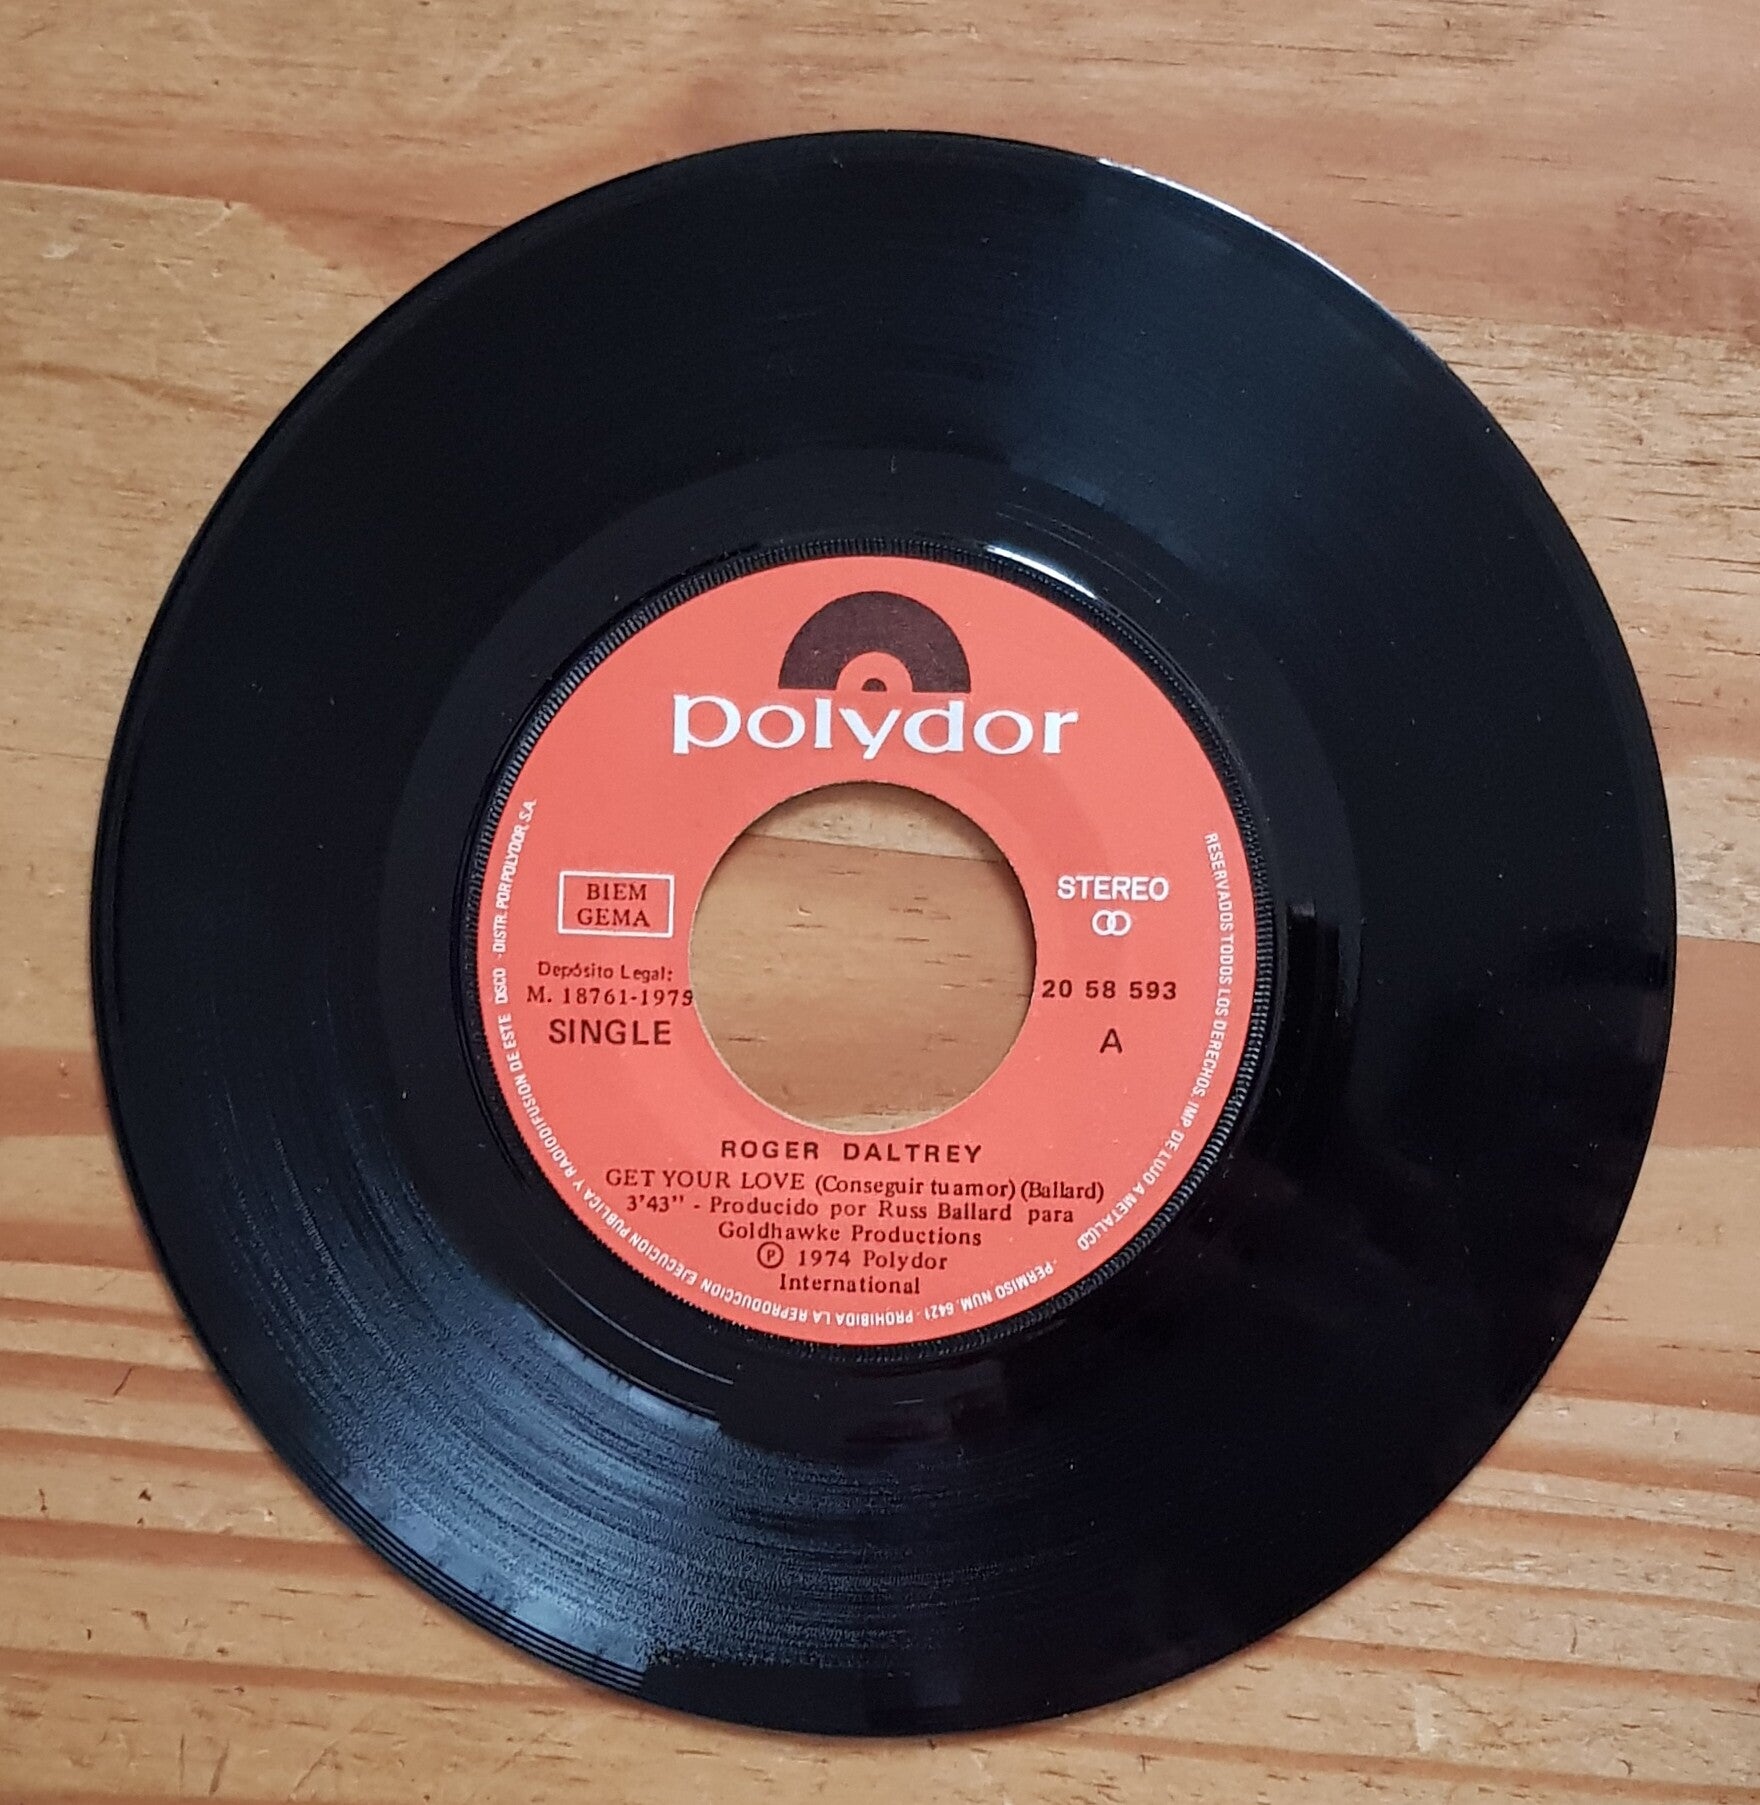 polydor
BIEM
GEMA
STEREO
Depósito Legal:
M. 18761-1975
20 58 593
SINGLE
A
ROGER DALTREY
GET YOUR LOVE (Conseguir tu amor) (Ballard)
3'43'' - Producido por Russ Ballard para
Goldhawke Productions
Ⓟ 1974 Polydor
International
RESERVADOS TODOS LOS DERECHOS. IMP DE LUJO A METALICO
-PERMISO NUM. 6421 - PROHIBIDA LA REPRODUCCION EJECUCION PUBLICA Y RADIODIFUSION DE ESTE DISCO - DISTR. POR POLYDOR, S.A.